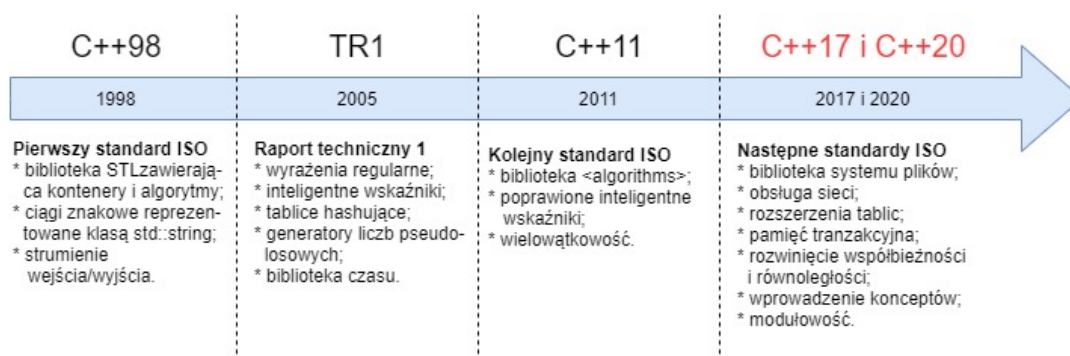 C++98
TR1
C++11
C++17 i C++20
1998
2005
2011
2017 i 2020
Pierwszy standard ISO
* biblioteka STLzawierają-
ca kontenery i algorytmy;
* ciągi znakowe reprezen-
towane klasą std::string;
* strumienie
wejścia/wyjścia.
Raport techniczny 1
* wyrażenia regularne;
* inteligentne wskaźniki;
* tablice hashujące;
* generatory liczb pseudo-
losowych;
* biblioteka czasu.
Kolejny standard ISO
* biblioteka <algorithms>;
* poprawione inteligentne
wskaźniki;
* wielowątkowość.
Następne standardy ISO
* biblioteka systemu plików;
* obsługa sieci;
* rozszerzenia tablic;
* pamięć tranzakcyjna;
* rozwinięcie współbieżności
i równoległości;
* wprowadzenie konceptów;
* modułowość.